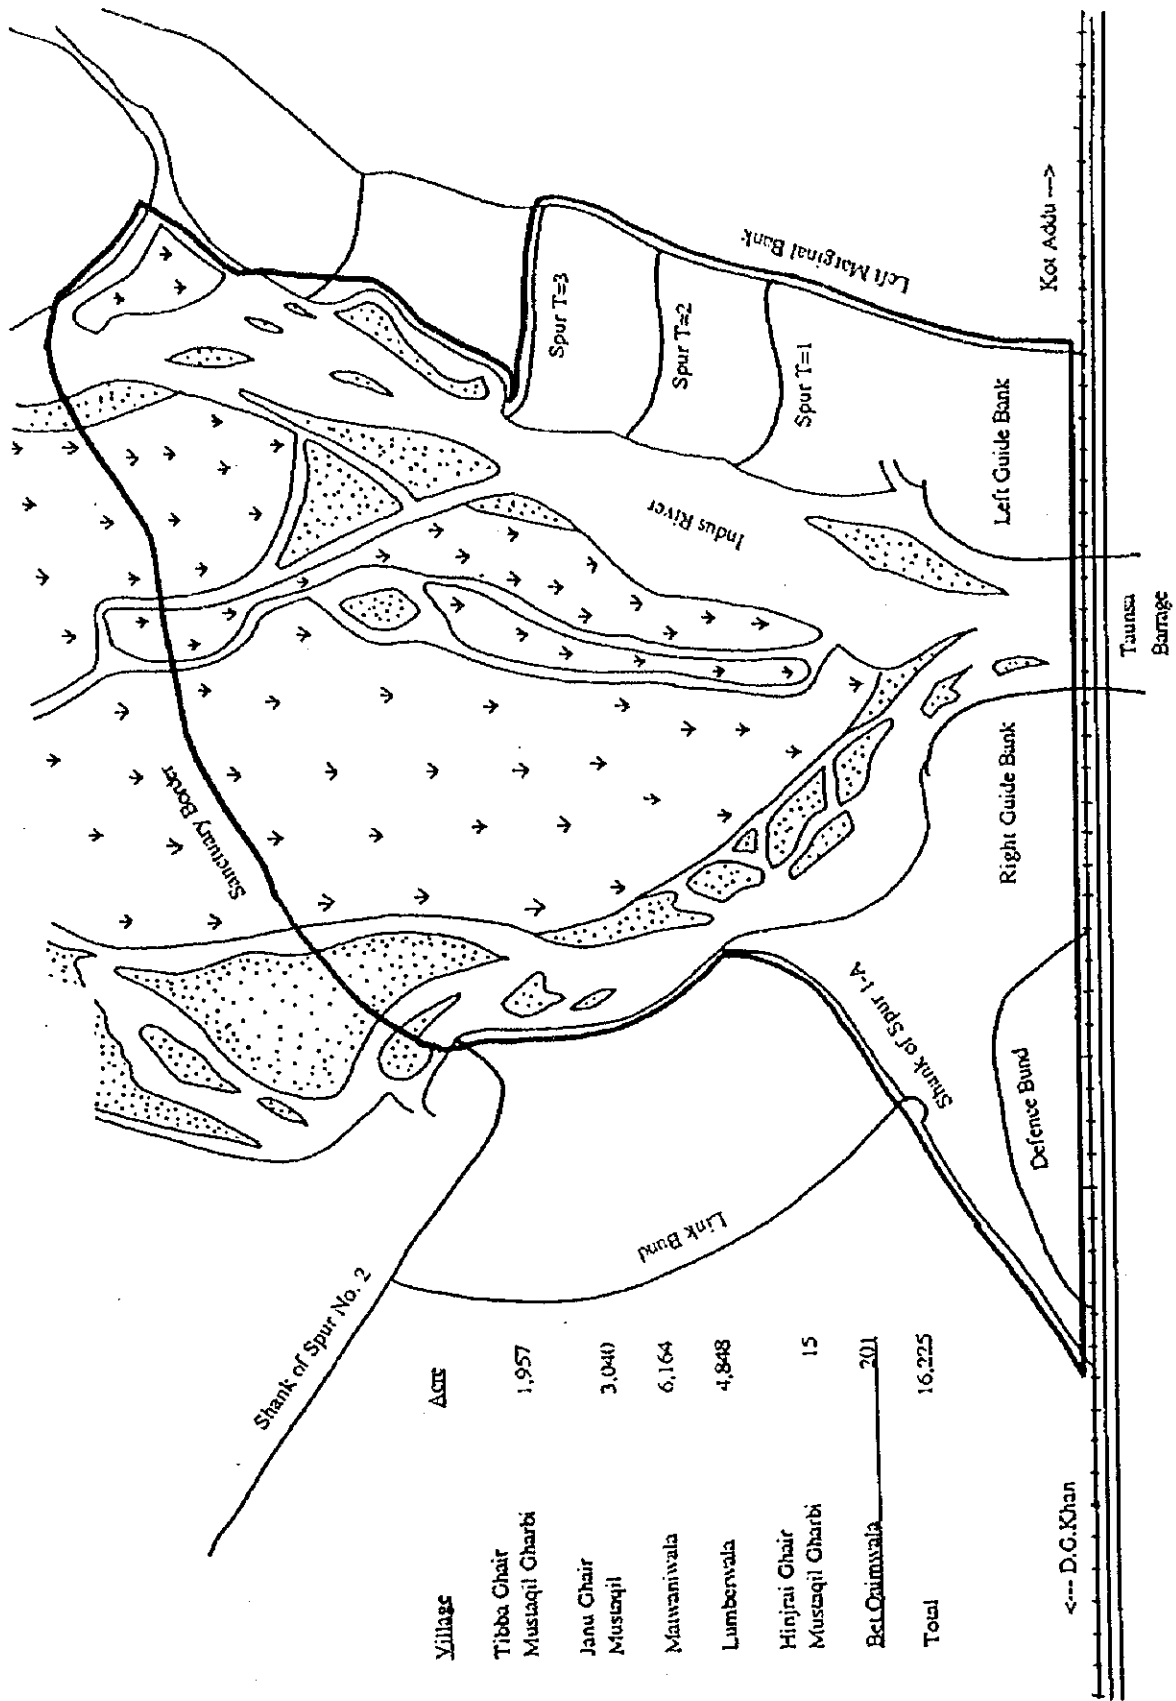 Sanctuary Border
Shank of Spur No. 2
Link Bund
Shank of Spur 1-A
Defence Bund
Right Guide Bank
Left Guide Bank
Indus River
Spur T=3
Spur T=2
Spur T=1
Left Marginal Bank
<--- D.G.Khan
Kot Addu --->
Taunsa
Barrage
Village Acre
Tibba Ghair
Mustaqil Gharbi 1,957
Janu Ghair
Mustaqil 3,040
Mawaniwala 6,164
Lumberwala 4,848
Hinjrai Ghair
Mustaqil Gharbi 15
Bet Qaimwala 201
Total 16,225